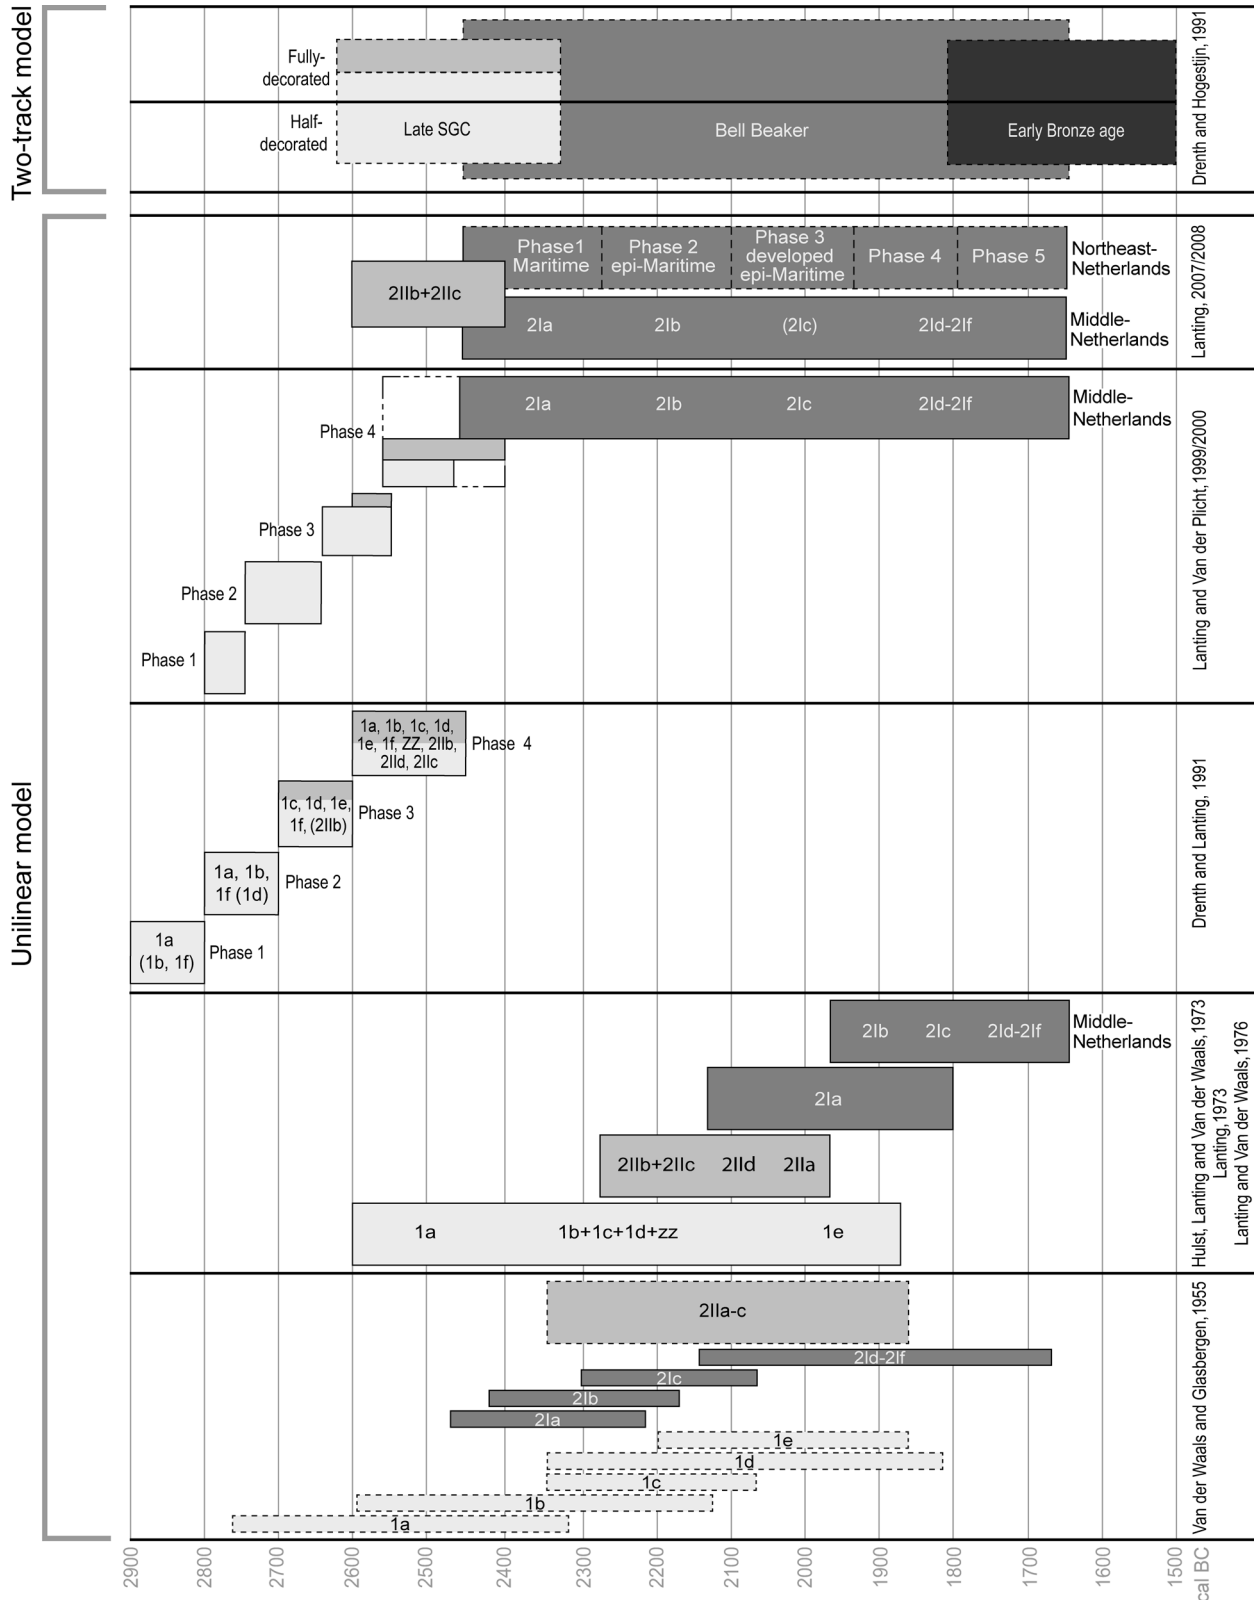 Two-track model
Fully-
decorated
Half-
decorated
Late SGC
Bell Beaker
Early Bronze age
Drenth and Hogestijn, 1991
Unilinear model
Phase1
Maritime
Phase 2
epi-Maritime
Phase 3
developed
epi-Maritime
Phase 4
Phase 5
Northeast-
Netherlands
2IIb+2IIc
2Ia
2Ib
(2Ic)
2Id-2If
Middle-
Netherlands
Lanting, 2007/2008
2Ia
2Ib
2Ic
2Id-2If
Middle-
Netherlands
Phase 4
Phase 3
Phase 2
Phase 1
Lanting and Van der Plicht, 1999/2000
1a, 1b, 1c, 1d,
1e, 1f, ZZ, 2IIb,
2IId, 2IIc
Phase 4
1c, 1d, 1e,
1f, (2IIb)
Phase 3
1a, 1b,
1f (1d)
Phase 2
1a
(1b, 1f)
Phase 1
Drenth and Lanting, 1991
2Ib
2Ic
2Id-2If
Middle-
Netherlands
2Ia
2IIb+2IIc
2IId
2IIa
1a
1b+1c+1d+zz
1e
Hulst, Lanting and Van der Waals, 1973
Lanting, 1973
Lanting and Van der Waals, 1976
2IIa-c
2Id-2If
2Ic
2Ib
2Ia
1e
1d
1c
1b
1a
Van der Waals and Glasbergen, 1955
2900
2800
2700
2600
2500
2400
2300
2200
2100
2000
1900
1800
1700
1600
1500
cal BC